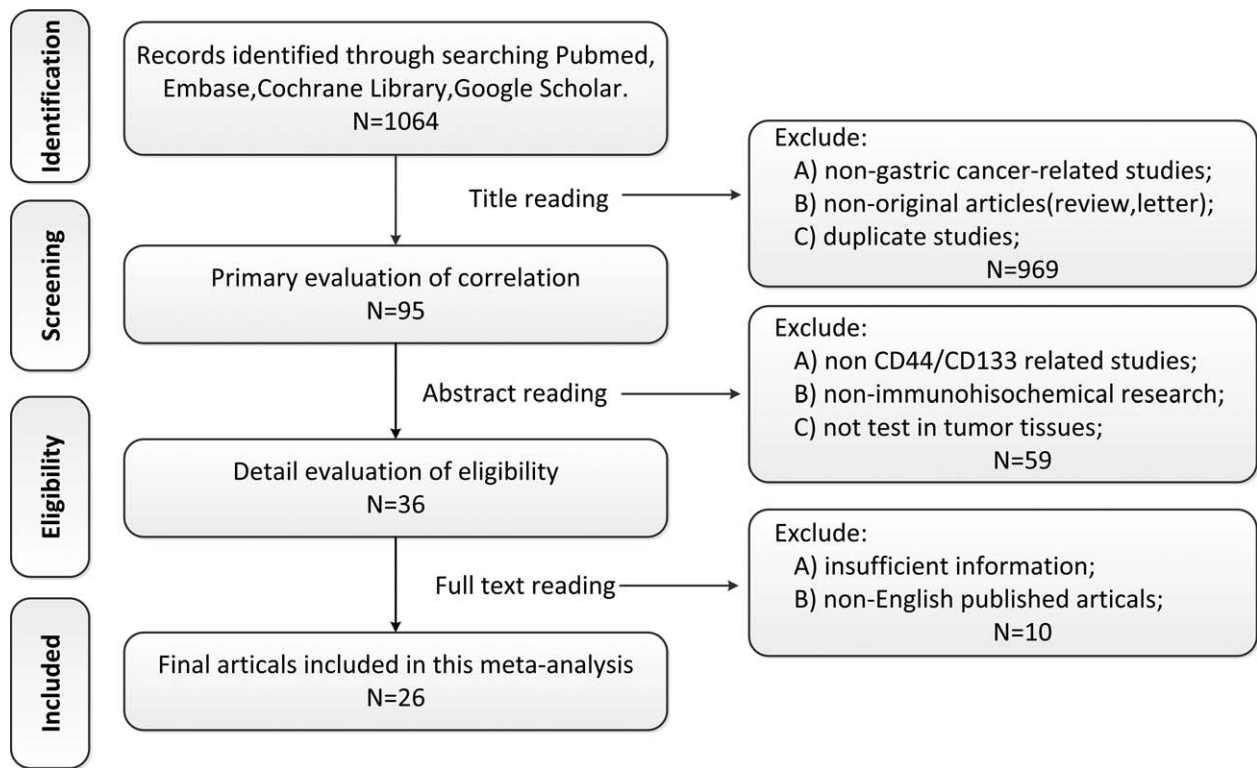 Identification
Records identified through searching Pubmed,
Embase,Cochrane Library,Google Scholar.
N=1064
Title reading
Exclude:
A) non-gastric cancer-related studies;
B) non-original articles(review,letter);
C) duplicate studies;
N=969
Screening
Primary evaluation of correlation
N=95
Abstract reading
Exclude:
A) non CD44/CD133 related studies;
B) non-immunohisochemical research;
C) not test in tumor tissues;
N=59
Eligibility
Detail evaluation of eligibility
N=36
Full text reading
Exclude:
A) insufficient information;
B) non-English published articals;
N=10
Included
Final articals included in this meta-analysis
N=26